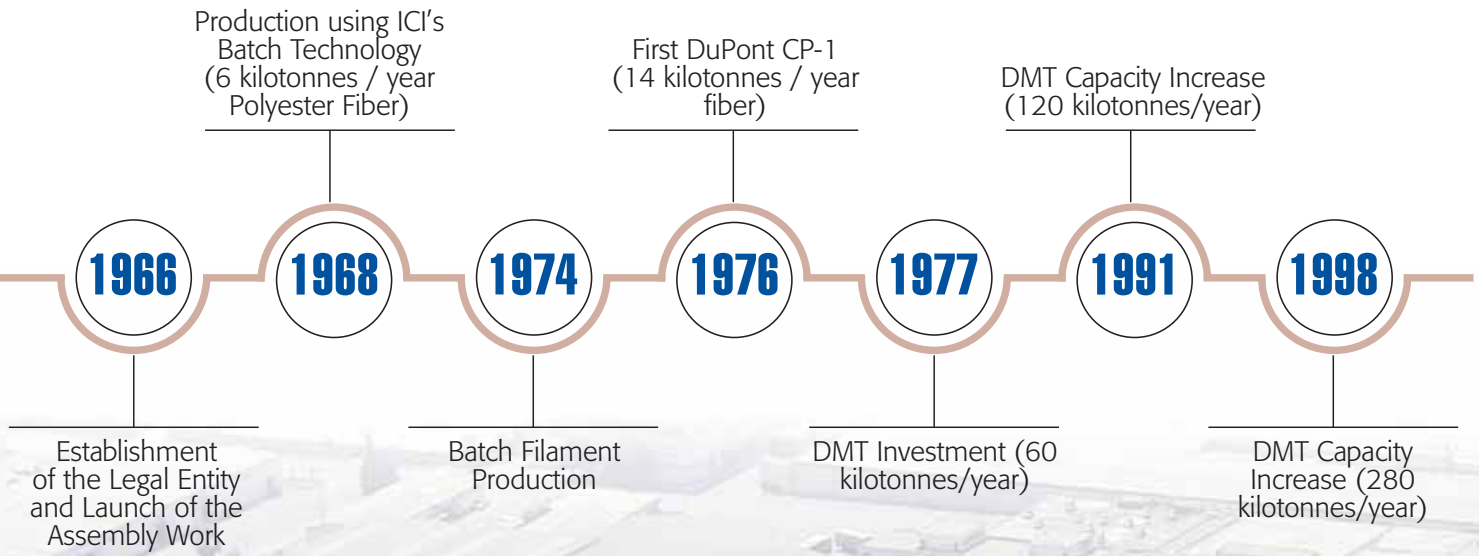 Production using ICI's
Batch Technology
(6 kilotonnes / year
Polyester Fiber)
First DuPont CP-1
(14 kilotonnes / year
fiber)
DMT Capacity Increase
(120 kilotonnes/year)
1966
1968
1974
1976
1977
1991
1998
Establishment
of the Legal Entity
and Launch of the
Assembly Work
Batch Filament
Production
DMT Investment (60
kilotonnes/year)
DMT Capacity
Increase (280
kilotonnes/year)